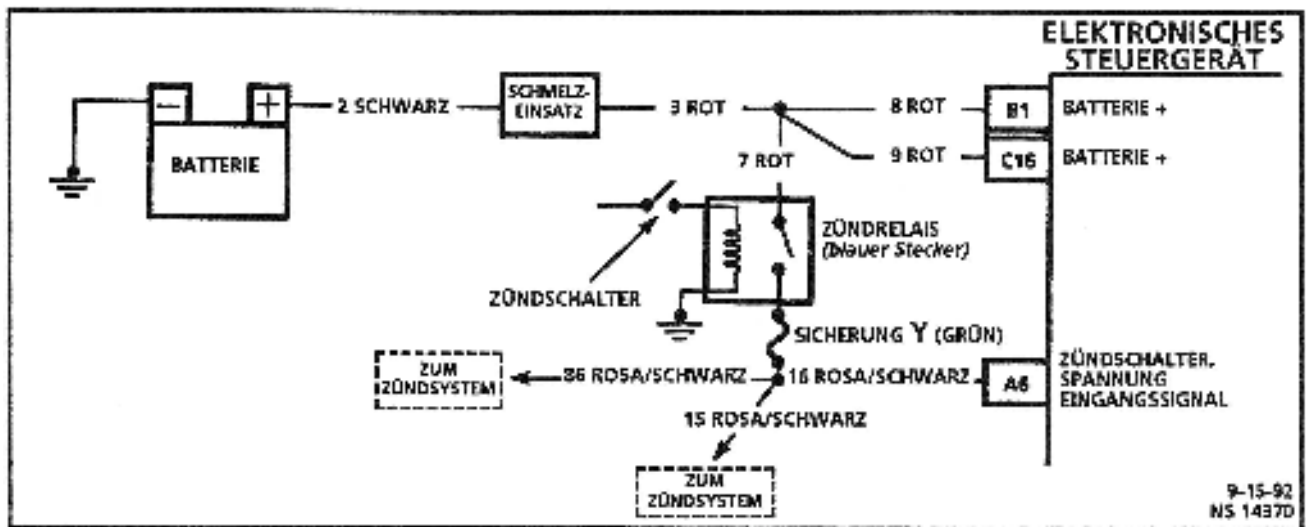 ELEKTRONISCHES
STEUERGERÄT
BATTERIE
2 SCHWARZ
SCHMELZ-
EINSATZ
3 ROT
8 ROT
B1
BATTERIE +
7 ROT
9 ROT
C16
BATTERIE +
ZÜNDRELAIS
(blauer Stecker)
ZÜNDSCHALTER
SICHERUNG Y (GRÜN)
ZUM
ZÜNDSYSTEM
86 ROSA/SCHWARZ
16 ROSA/SCHWARZ
A6
ZÜNDSCHALTER,
SPANNUNG
EINGANGSSIGNAL
15 ROSA/SCHWARZ
ZUM
ZÜNDSYSTEM
9-15-92
NS 14370